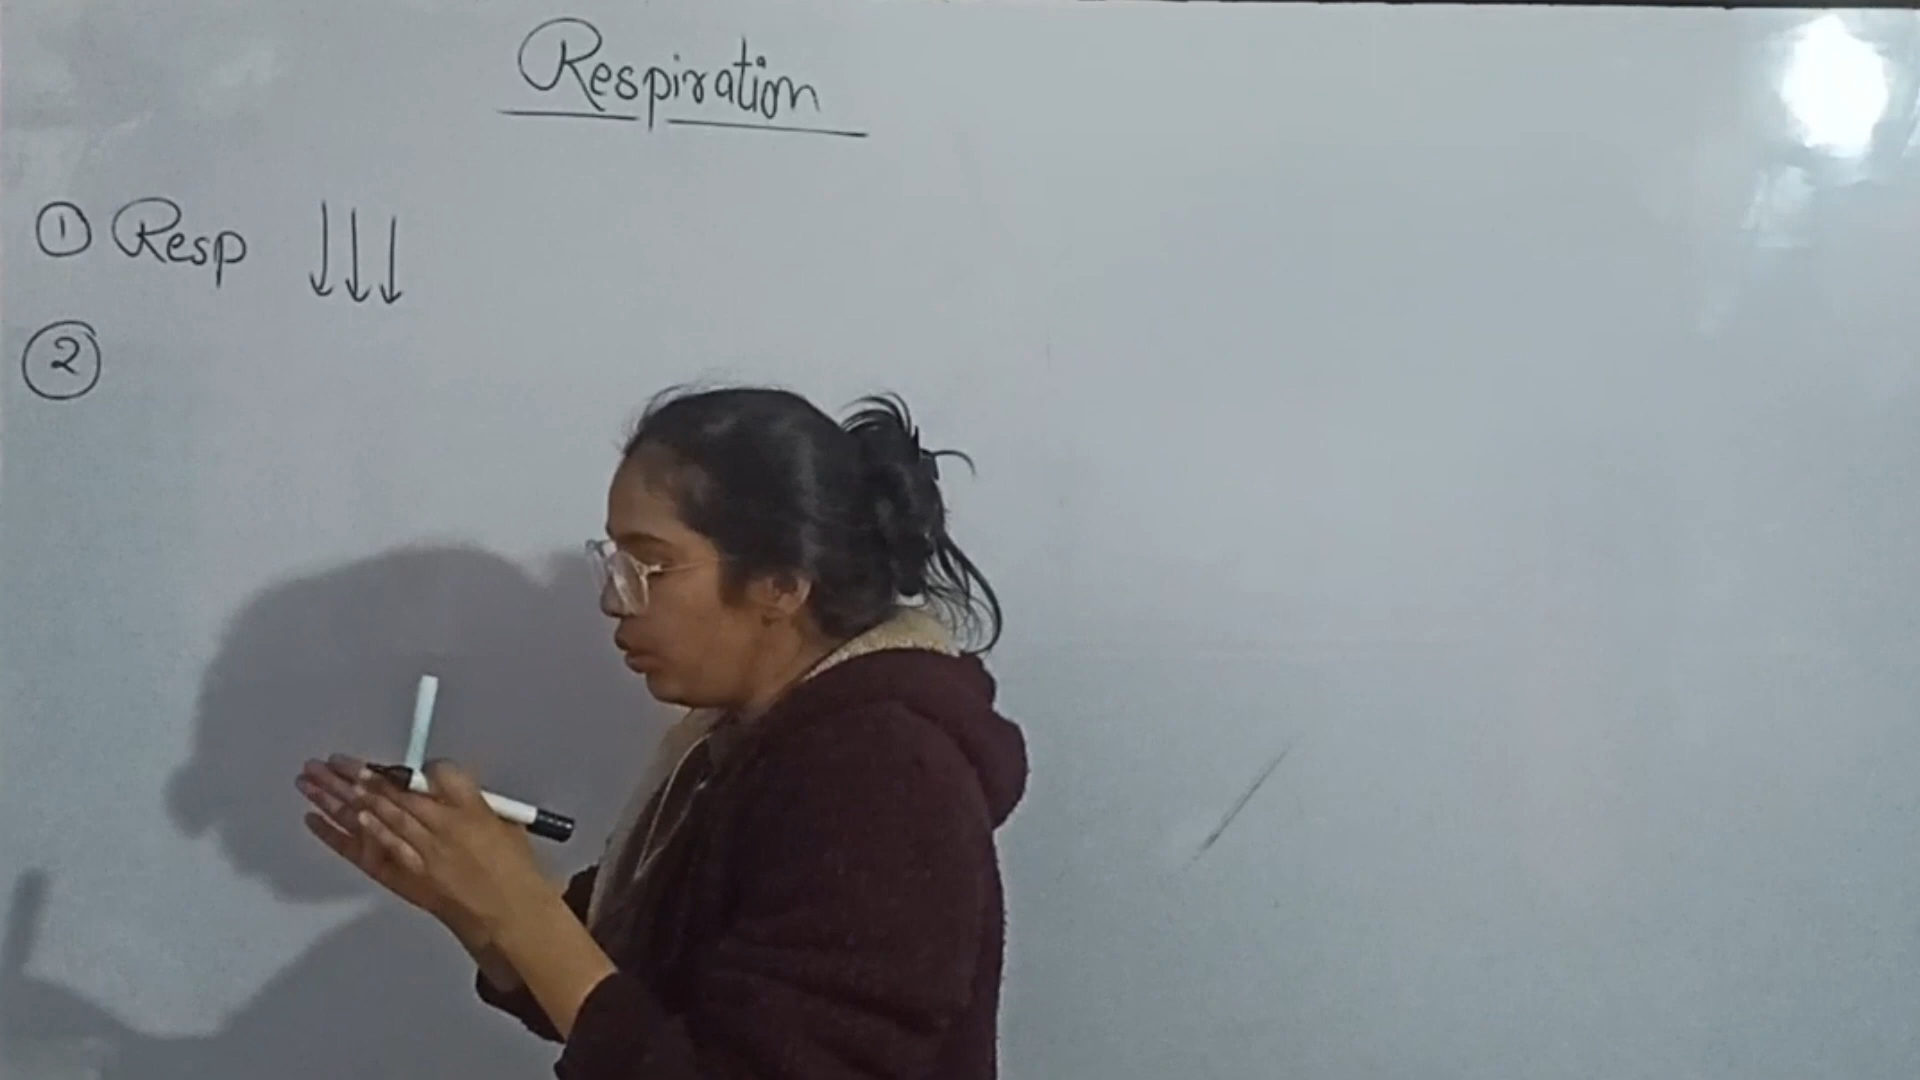 Respiration
① Resp ↓↓↓
②